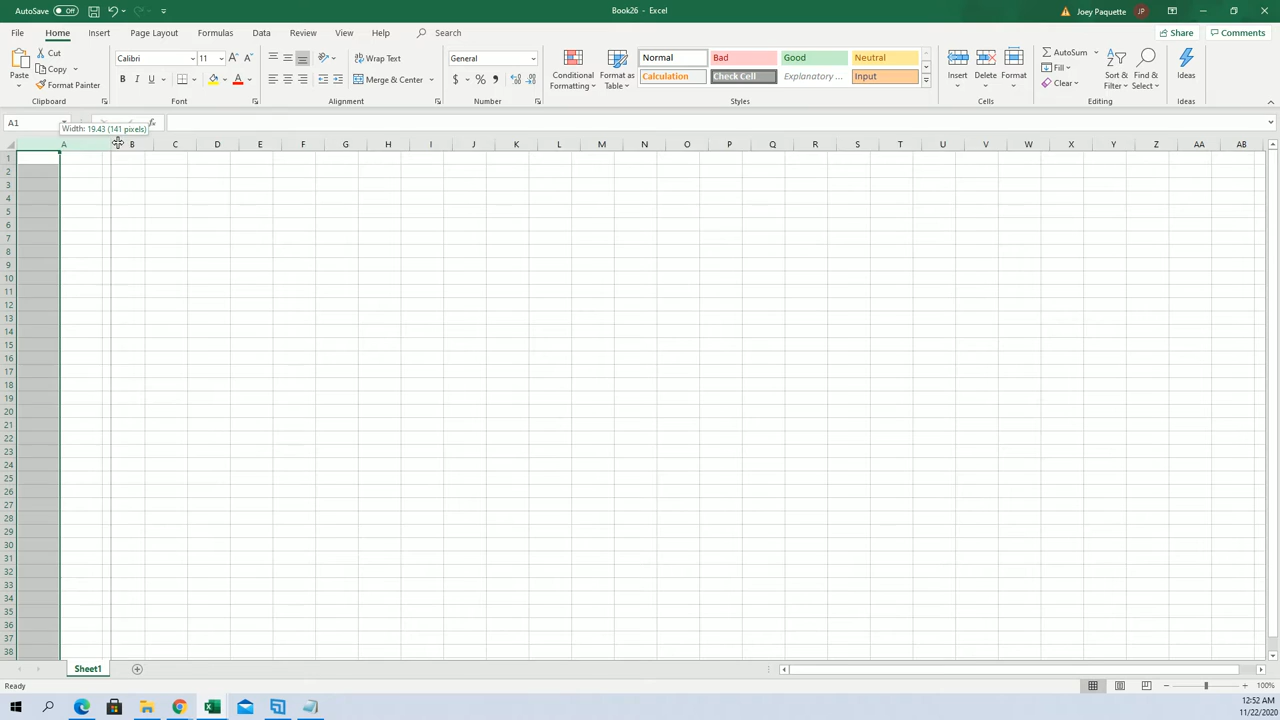 AutoSave Off
Book26 - Excel
Joey Paquette JP
File Home Insert Page Layout Formulas Data Review View Help Search
Share Comments
Paste
Cut
Copy
Format Painter
Clipboard
Calibri 11
B I U
Font
Wrap Text
Merge & Center
Alignment
General
$ % 9
Number
Conditional Formatting
Format as Table
Normal Bad Good Neutral
Calculation Check Cell Explanatory ... Input
Styles
Insert Delete Format
Cells
AutoSum
Fill
Clear
Sort & Filter
Find & Select
Editing
Ideas
Ideas
A1
fx
Width: 19.43 (141 pixels)
A B C D E F G H I J K L M N O P Q R S T U V W X Y Z AA AB
1
2
3
4
5
6
7
8
9
10
11
12
13
14
15
16
17
18
19
20
21
22
23
24
25
26
27
28
29
30
31
32
33
34
35
36
37
38
Sheet1
Ready
100%
12:52 AM
11/22/2020